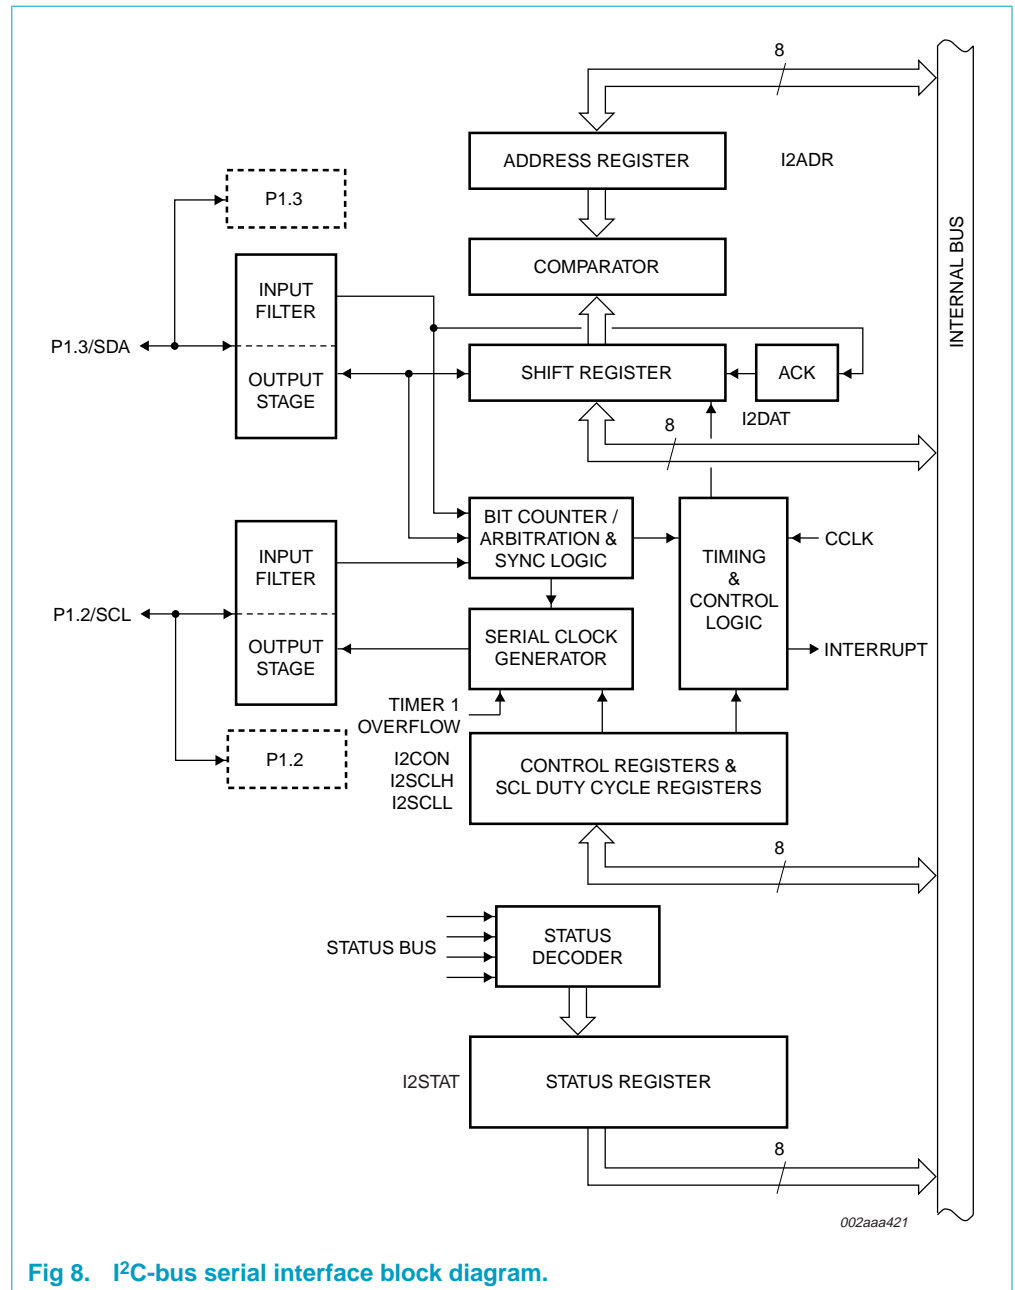 8
ADDRESS REGISTER
I2ADR
P1.3
INTERNAL BUS
COMPARATOR
INPUT
FILTER
P1.3/SDA
OUTPUT
STAGE
SHIFT REGISTER
ACK
I2DAT
8
BIT COUNTER /
ARBITRATION &
SYNC LOGIC
INPUT
FILTER
TIMING
&
CONTROL
LOGIC
CCLK
P1.2/SCL
OUTPUT
STAGE
SERIAL CLOCK
GENERATOR
INTERRUPT
TIMER 1
OVERFLOW
P1.2
I2CON
I2SCLH
I2SCLL
CONTROL REGISTERS &
SCL DUTY CYCLE REGISTERS
8
STATUS BUS
STATUS
DECODER
I2STAT
STATUS REGISTER
8
002aaa421
Fig 8. I²C-bus serial interface block diagram.